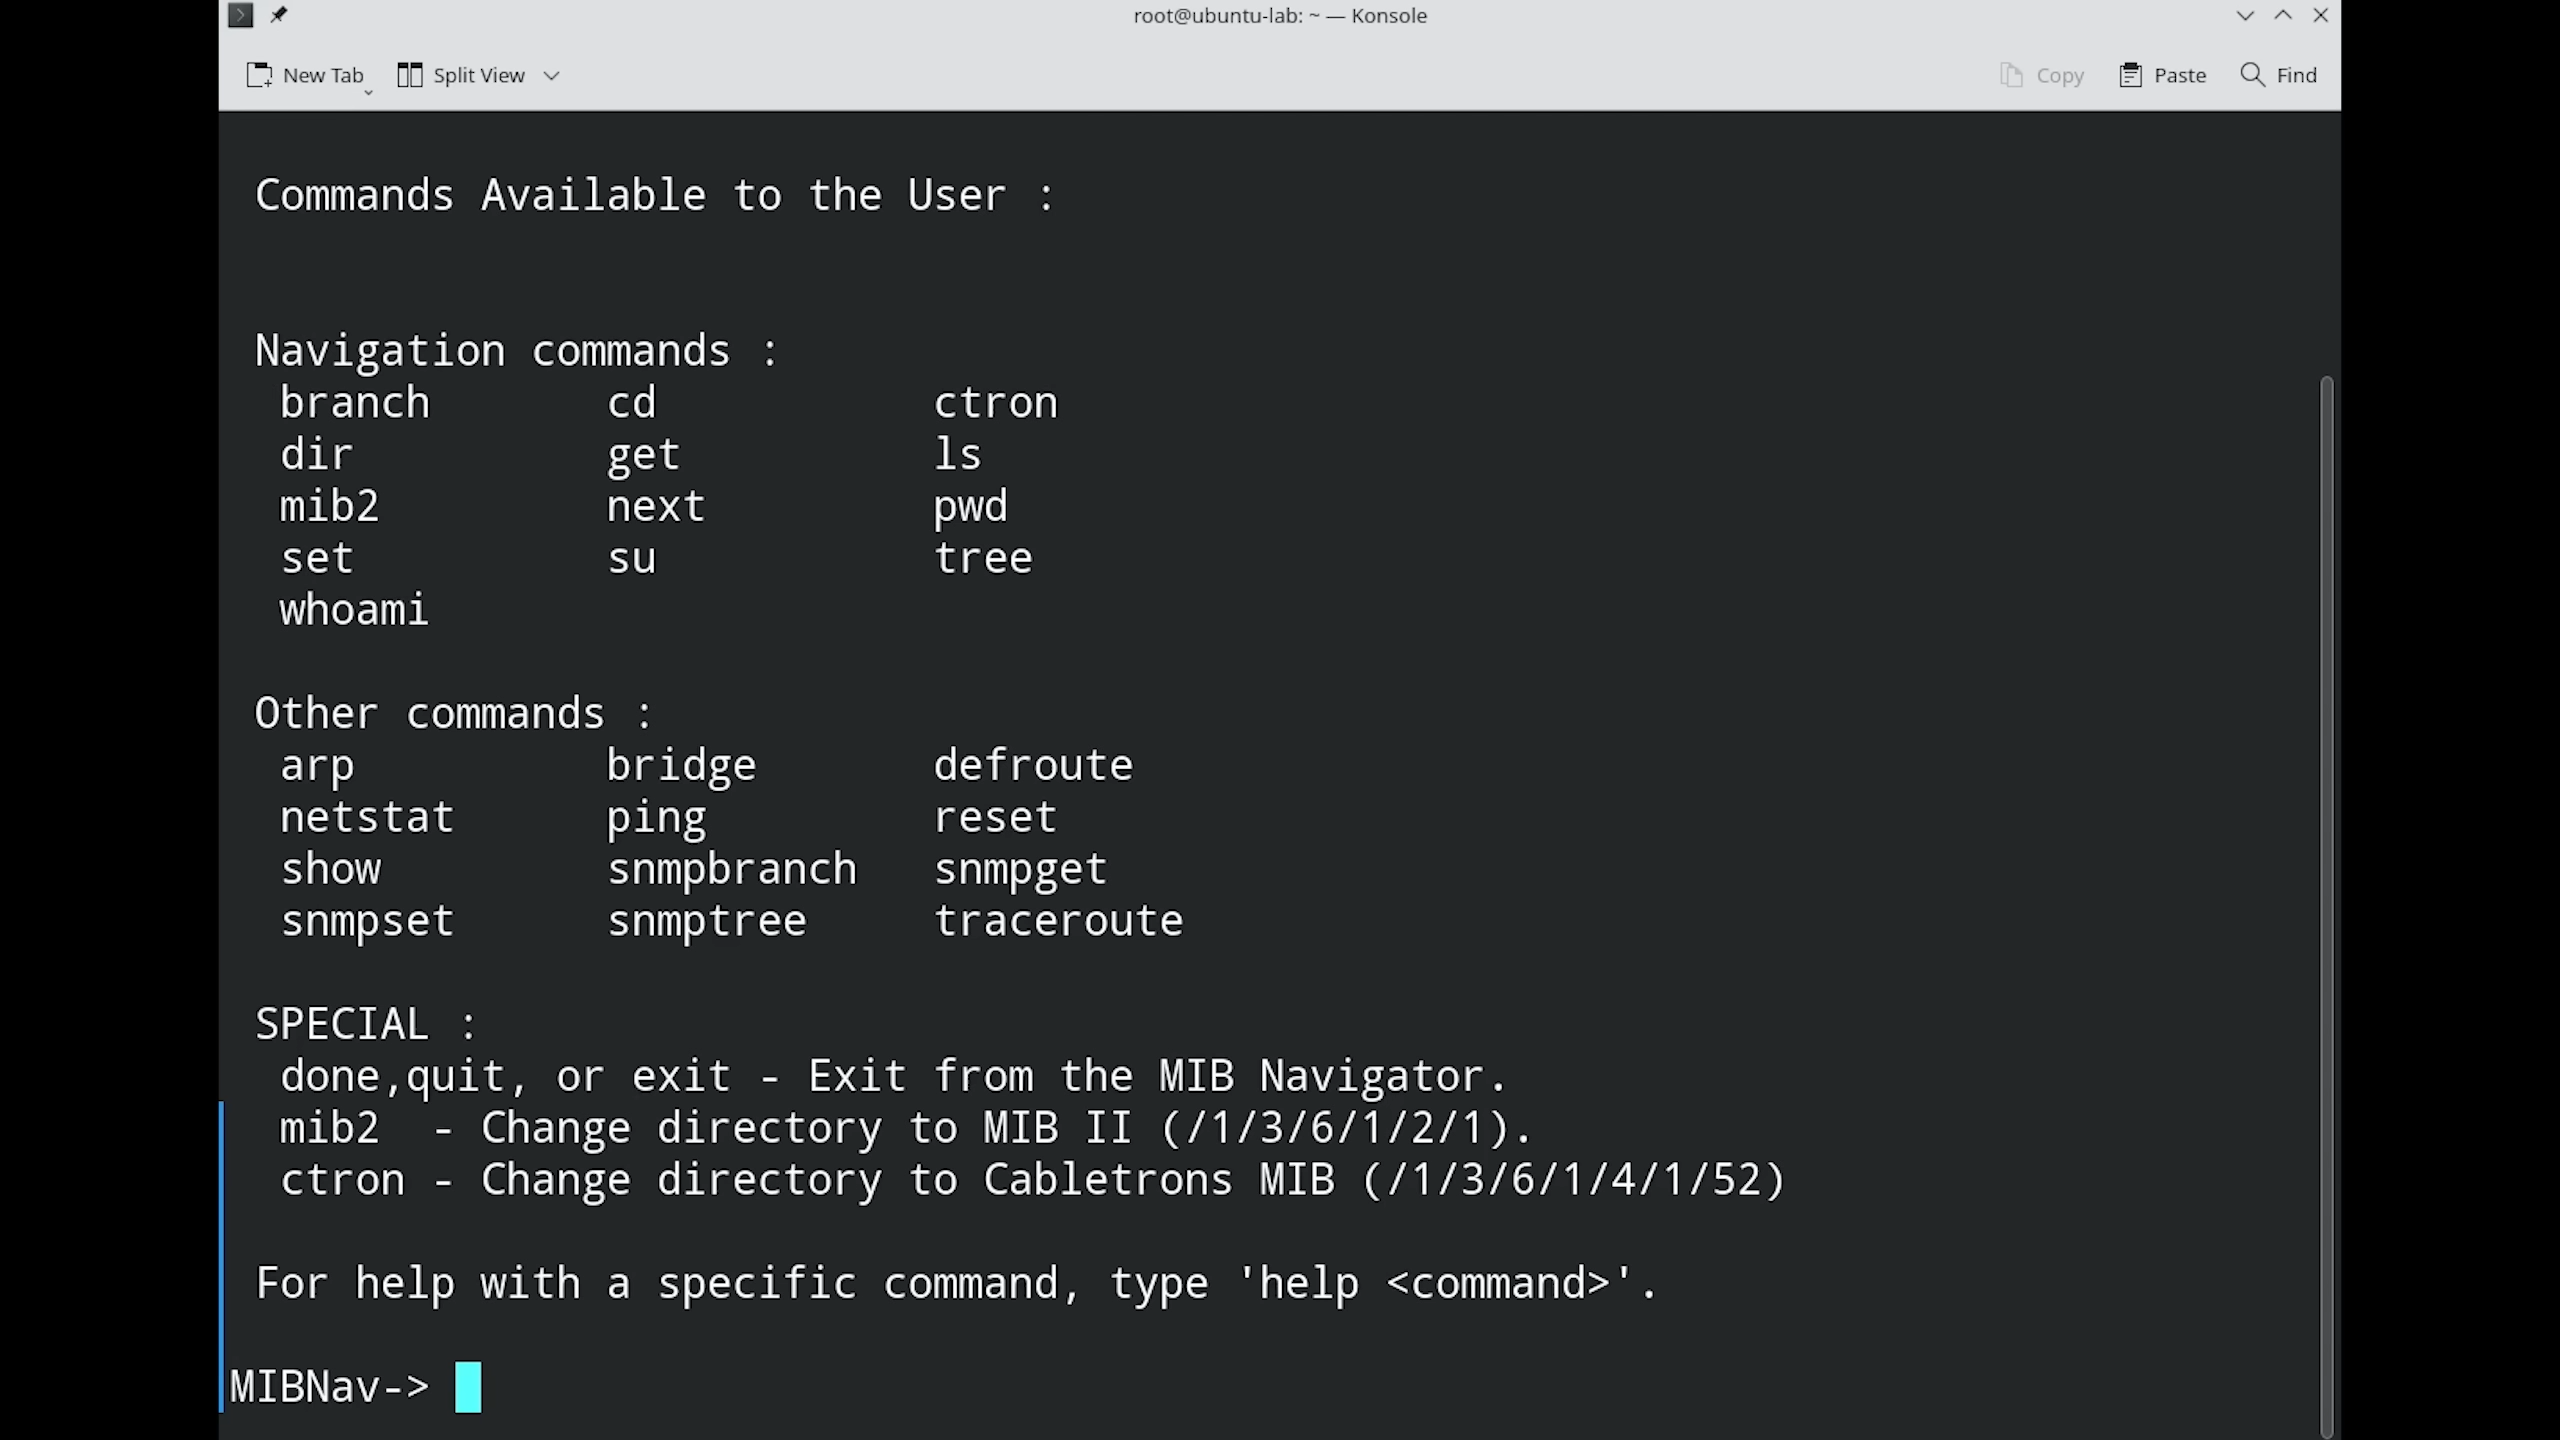 root@ubuntu-lab: ~ — Konsole
New Tab Split View Copy Paste Find
Commands Available to the User :
Navigation commands :
branch cd ctron
dir get ls
mib2 next pwd
set su tree
whoami
Other commands :
arp bridge defroute
netstat ping reset
show snmpbranch snmpget
snmpset snmptree traceroute
SPECIAL :
done,quit, or exit - Exit from the MIB Navigator.
mib2  - Change directory to MIB II (/1/3/6/1/2/1).
ctron - Change directory to Cabletrons MIB (/1/3/6/1/4/1/52)
For help with a specific command, type 'help <command>'.
MIBNav->